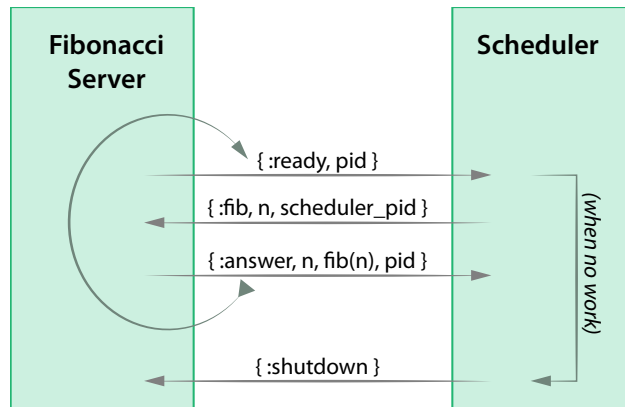 Fibonacci
Server
Scheduler
{ :ready, pid }
{ :fib, n, scheduler_pid }
{ :answer, n, fib(n), pid }
(when no work)
{ :shutdown }